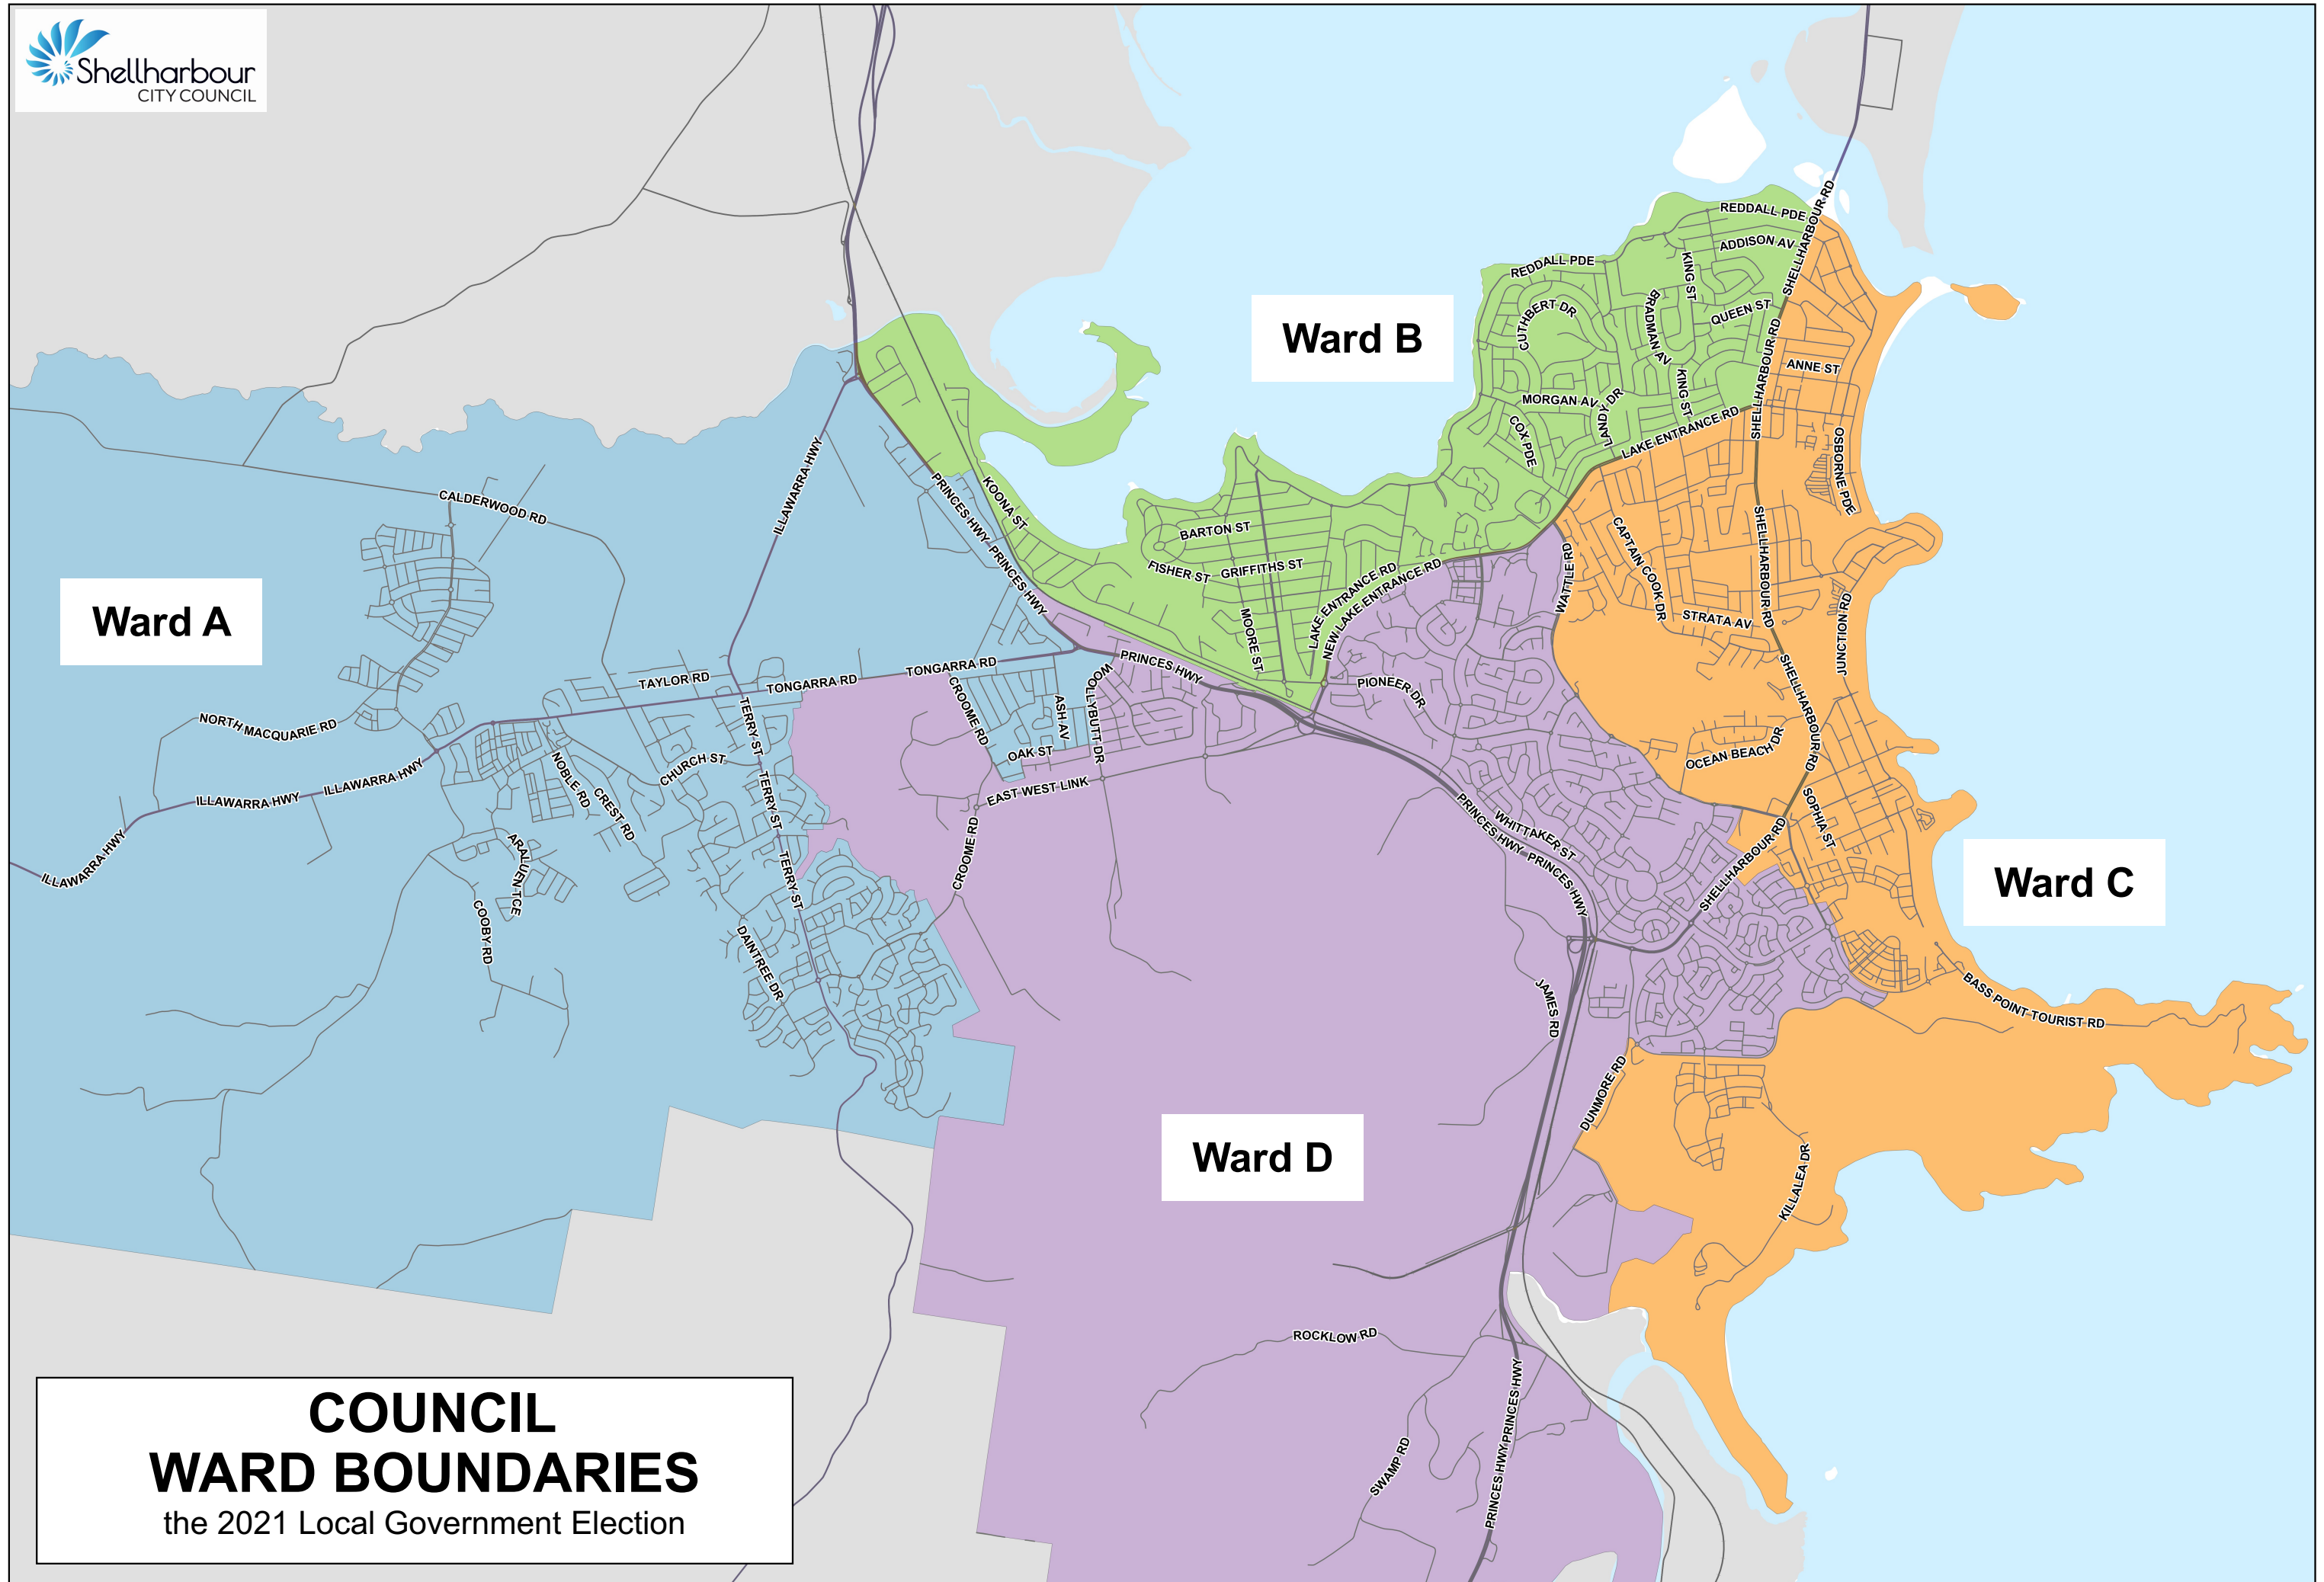 Shellharbour
CITY COUNCIL
REDDALL PDE
SHELLHARBOUR RD
ADDISON AV
REDDALL PDE
KING ST
CUTHBERT DR
BRADMAN AV
QUEEN ST
SHELLHARBOUR RD
Ward B
ANNE ST
MORGAN AV
LANDY DR
KING ST
COX PDE
LAKE ENTRANCE RD
OSBORNE PDE
ILLAWARRA HWY
CALDERWOOD RD
PRINCES HWY
KOONA ST
BARTON ST
CAPTAIN COOK DR
SHELLHARBOUR RD
WATTLE RD
PRINCES HWY
FISHER ST
GRIFFITHS ST
LAKE ENTRANCE RD
NEW LAKE ENTRANCE RD
Ward A
MOORE ST
STRATA AV
JUNCTION RD
TONGARRA RD
PRINCES HWY
TAYLOR RD
TONGARRA RD
CROOME RD
ASH AV
WOOLLYBUTT DR
PIONEER DR
SHELLHARBOUR RD
NORTH MACQUARIE RD
TERRY ST
OAK ST
OCEAN BEACH DR
CHURCH ST
NOBLE RD
ILLAWARRA HWY
ILLAWARRA HWY
CREST RD
TERRY ST
EAST WEST LINK
PRINCES HWY
WHITTAKER ST
SOPHIA ST
ILLAWARRA HWY
ARALUEN TCE
TERRY ST
CROOME RD
PRINCES HWY
SHELLHARBOUR RD
Ward C
COOBY RD
DAINTREE DR
JAMES RD
BASS POINT TOURIST RD
DUNMORE RD
Ward D
KILLALEA DR
ROCKLOW RD
PRINCES HWY
SWAMP RD
PRINCES HWY
COUNCIL
WARD BOUNDARIES
the 2021 Local Government Election